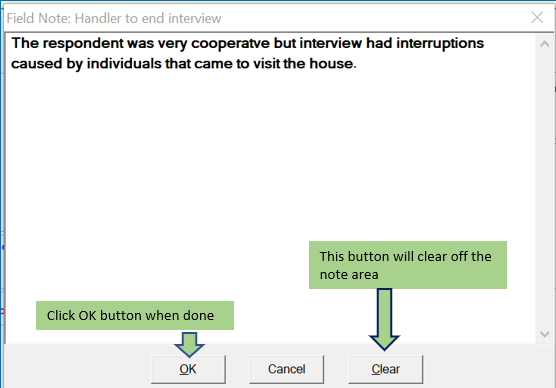 Field Note: Handler to end interview
The respondent was very cooperatve but interview had interruptions
caused by individuals that came to visit the house.
This button will clear off the
note area
Click OK button when done
OK
Cancel
Clear